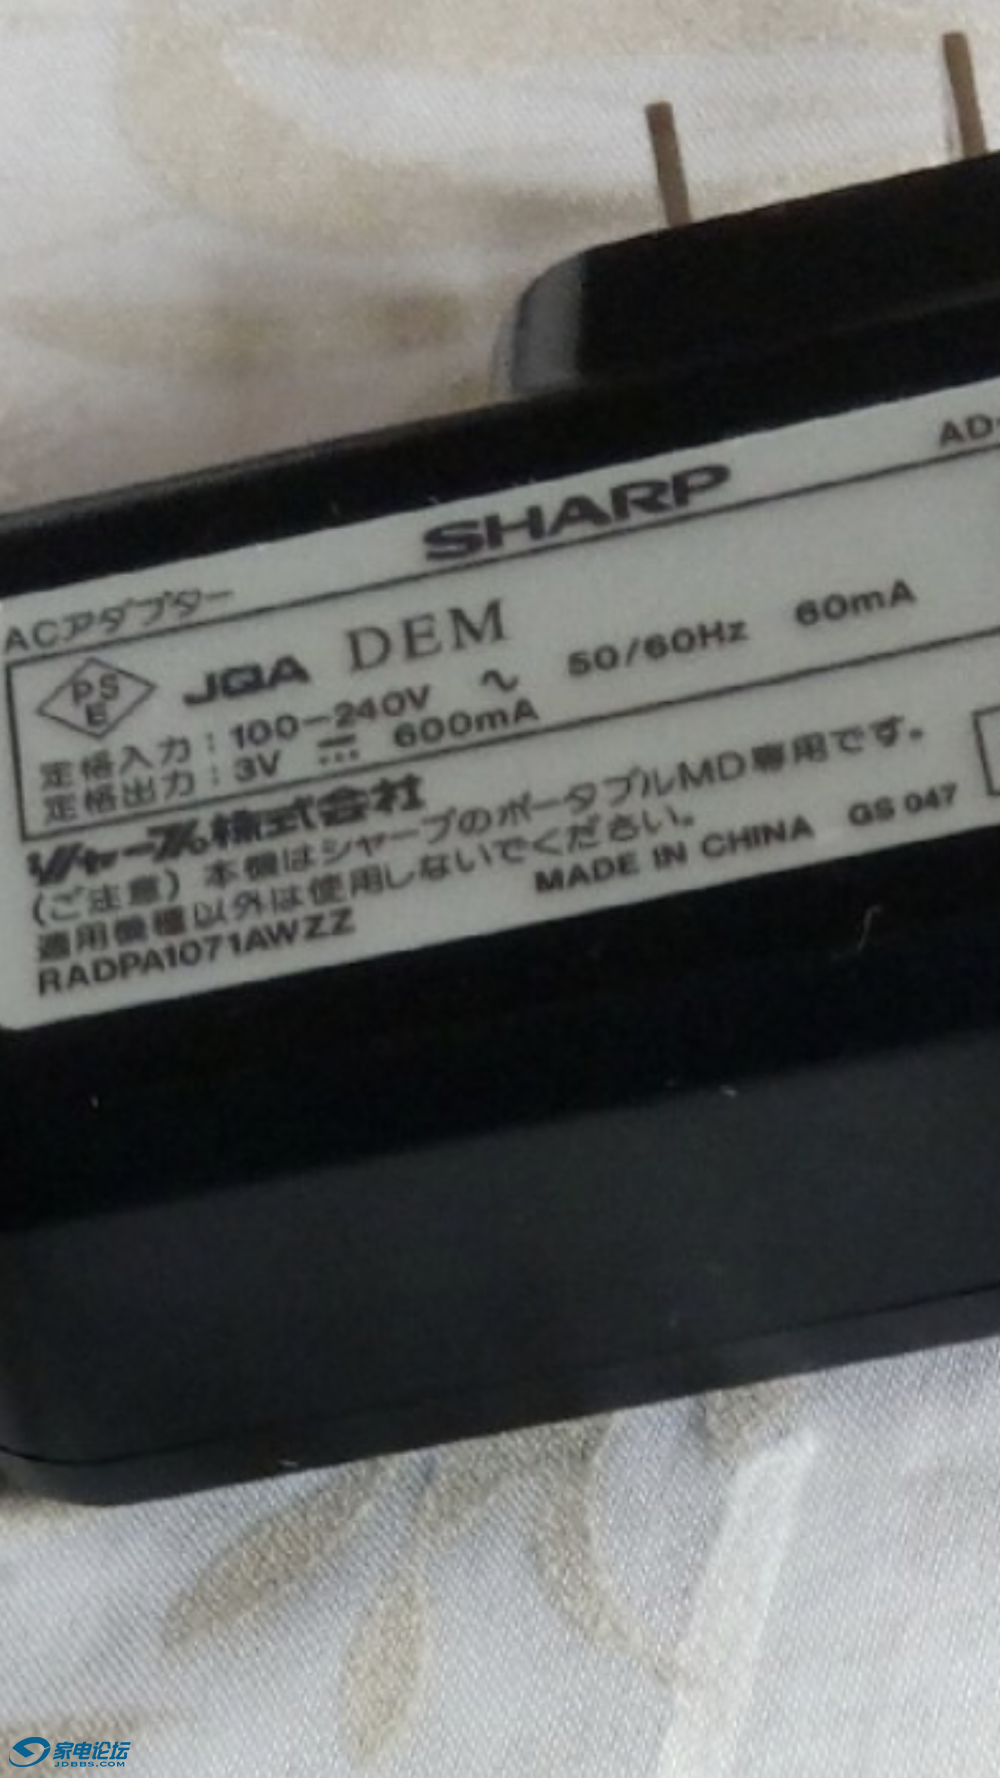 SHARP
AD-
ACアダプター
PS
E
JQA DEM
定格入力：100-240V ～ 50/60Hz 60mA
定格出力：3V ⎓ 600mA
シャープ株式会社
(ご注意) 本機はシャープのポータブルMD専用です。
適用機種以外は使用しないでください。
RADPA1071AWZZ
MADE IN CHINA GS 047
家电论坛
JDBBS.COM